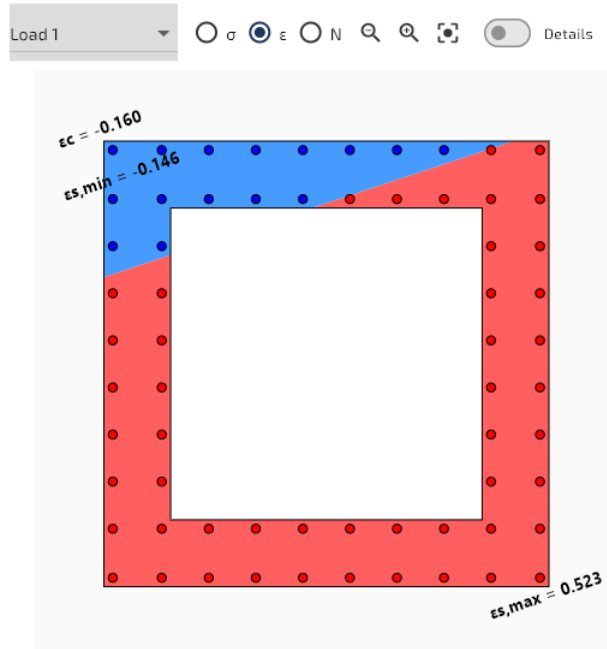 Load 1 σ ε N Details
εc = -0.160
εs,min = -0.146
εs,max = 0.523